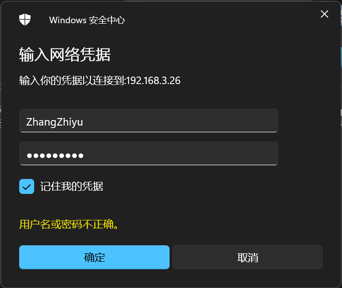 Windows 安全中心
输入网络凭据
输入你的凭据以连接到:192.168.3.26
ZhangZhiyu
●●●●●●●●●
记住我的凭据
用户名或密码不正确。
确定
取消